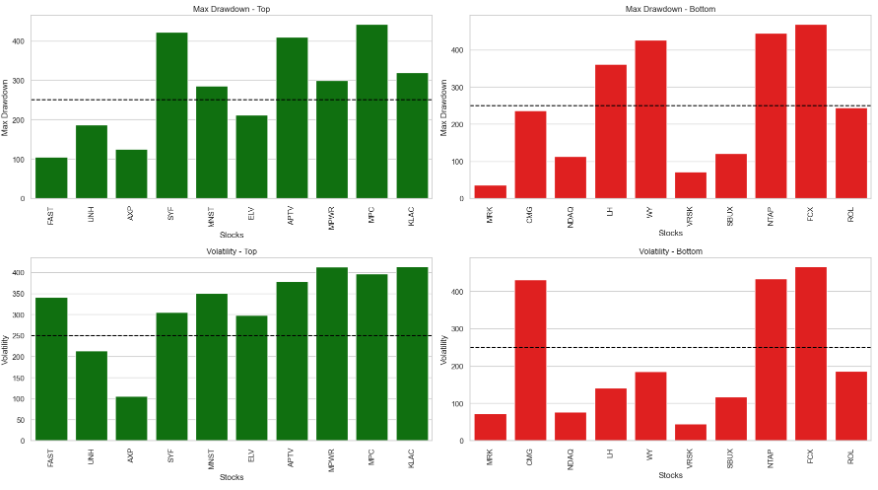 Max Drawdown - Top
Max Drawdown
400
300
200
100
0
FAST
UNH
AXP
SYF
MNST
ELV
APTV
MPWR
MPC
KLAC
Stocks
Max Drawdown - Bottom
Max Drawdown
400
300
200
100
0
MRK
CMG
NDAQ
LH
WY
VRSK
SBUX
NTAP
FCX
ROL
Stocks
Volatility - Top
Volatility
400
350
300
250
200
150
100
50
0
FAST
UNH
AXP
SYF
MNST
ELV
APTV
MPWR
MPC
KLAC
Stocks
Volatility - Bottom
Volatility
400
300
200
100
0
MRK
CMG
NDAQ
LH
WY
VRSK
SBUX
NTAP
FCX
ROL
Stocks